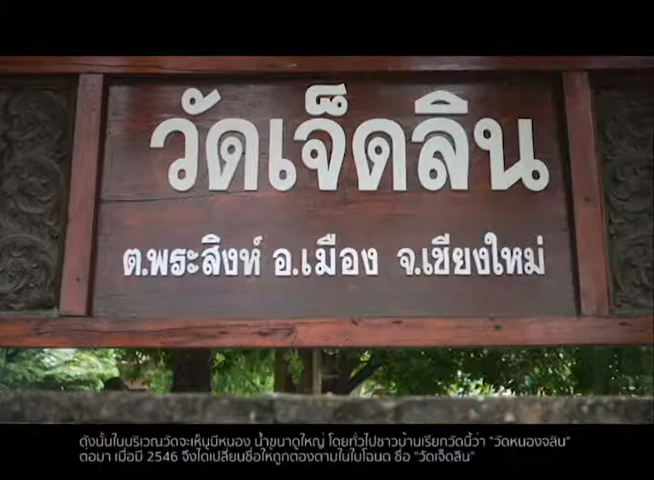 วัดเจ็ดลิน
ต.พระสิงห์ อ.เมือง จ.เชียงใหม่
ดังนั้นในบริเวณวัดจะเห็นมีหนอง น้ำขนาดใหญ่ โดยทั่วไปชาวบ้านเรียกวัดนี้ว่า "วัดหนองจลิน"
ต่อมา เมื่อปี 2546 จึงได้เปลี่ยนชื่อให้ถูกต้องตามในใบโฉนด ชื่อ "วัดเจ็ดลิน"